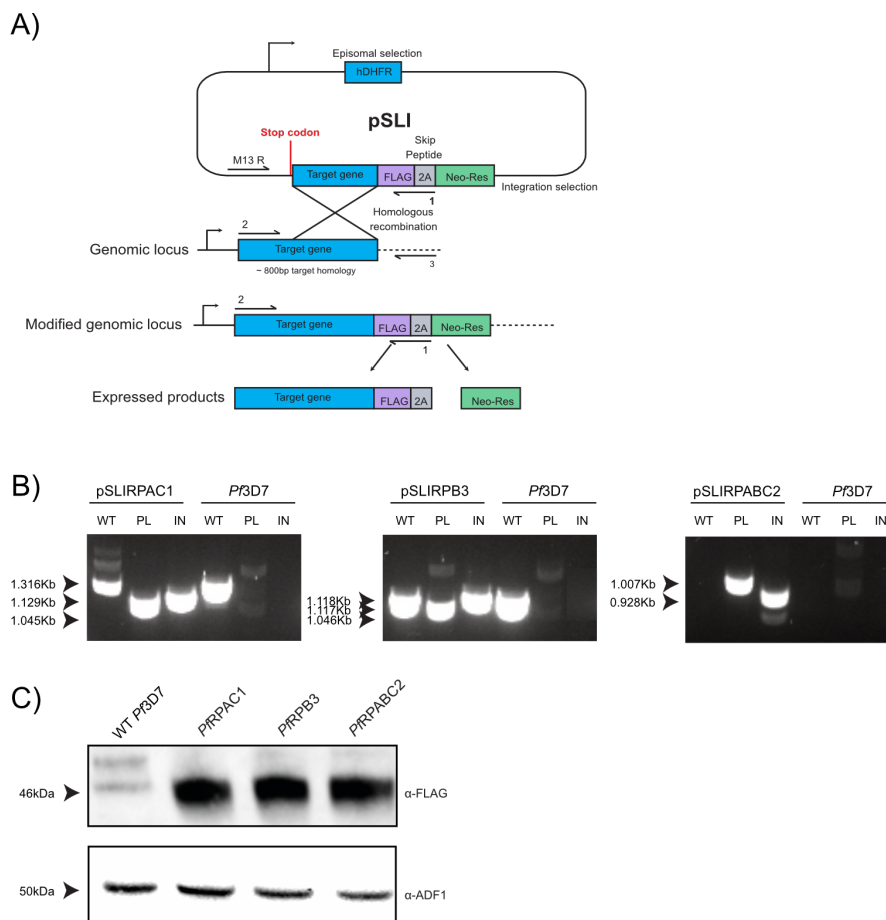 A)
Episomal selection
hDHFR
pSLI
Stop codon
Skip
Peptide
M13 R
Target gene
FLAG
2A
Neo-Res
Integration selection
1
Homologous
recombination
2
Genomic locus
Target gene
3
~ 800bp target homology
2
Modified genomic locus
Target gene
FLAG
2A
Neo-Res
1
Expressed products
Target gene
FLAG
2A
Neo-Res
B)
pSLIRPAC1 Pf3D7
WT PL IN WT PL IN
1.316Kb
1.129Kb
1.045Kb
pSLIRPB3 Pf3D7
WT PL IN WT PL IN
1.118Kb
1.117Kb
1.046Kb
pSLIRPABC2 Pf3D7
WT PL IN WT PL IN
1.007Kb
0.928Kb
C)
WT Pf3D7
PfRPAC1
PfRPB3
PfRPABC2
46kDa
α-FLAG
50kDa
α-ADF1